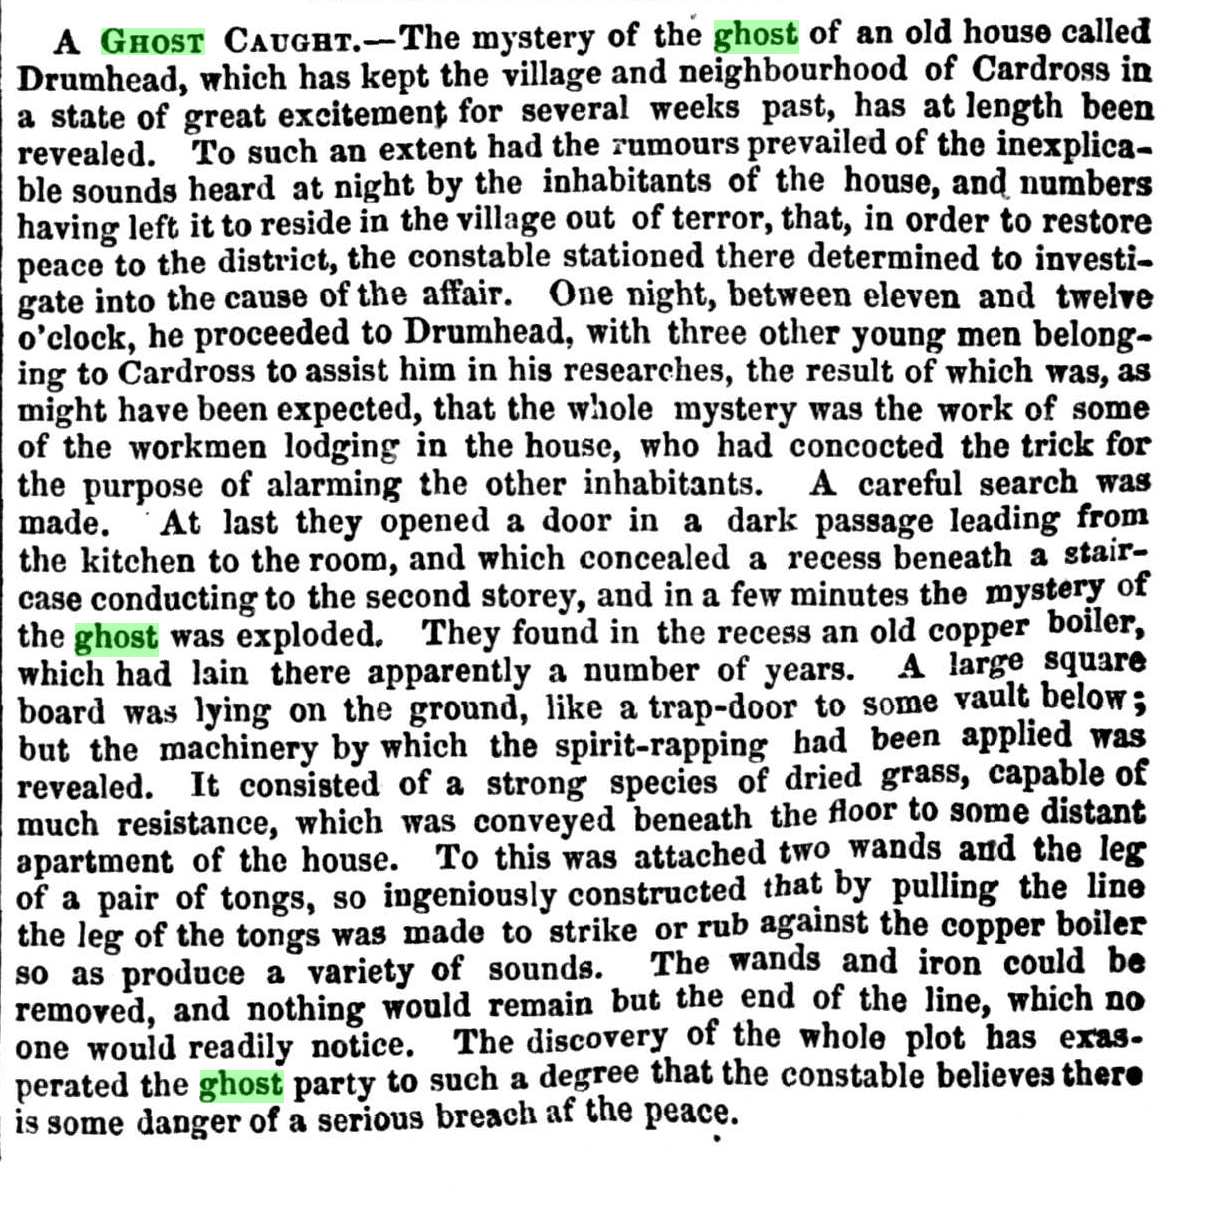 A GHOST CAUGHT.—The mystery of the ghost of an old house called
Drumhead, which has kept the village and neighbourhood of Cardross in
a state of great excitement for several weeks past, has at length been
revealed. To such an extent had the rumours prevailed of the inexplica-
ble sounds heard at night by the inhabitants of the house, and numbers
having left it to reside in the village out of terror, that, in order to restore
peace to the district, the constable stationed there determined to investi-
gate into the cause of the affair. One night, between eleven and twelve
o'clock, he proceeded to Drumhead, with three other young men belong-
ing to Cardross to assist him in his researches, the result of which was, as
might have been expected, that the whole mystery was the work of some
of the workmen lodging in the house, who had concocted the trick for
the purpose of alarming the other inhabitants. A careful search was
made. At last they opened a door in a dark passage leading from
the kitchen to the room, and which concealed a recess beneath a stair-
case conducting to the second storey, and in a few minutes the mystery of
the ghost was exploded. They found in the recess an old copper boiler,
which had lain there apparently a number of years. A large square
board was lying on the ground, like a trap-door to some vault below;
but the machinery by which the spirit-rapping had been applied was
revealed. It consisted of a strong species of dried grass, capable of
much resistance, which was conveyed beneath the floor to some distant
apartment of the house. To this was attached two wands and the leg
of a pair of tongs, so ingeniously constructed that by pulling the line
the leg of the tongs was made to strike or rub against the copper boiler
so as produce a variety of sounds. The wands and iron could be
removed, and nothing would remain but the end of the line, which no
one would readily notice. The discovery of the whole plot has exas-
perated the ghost party to such a degree that the constable believes there
is some danger of a serious breach af the peace.